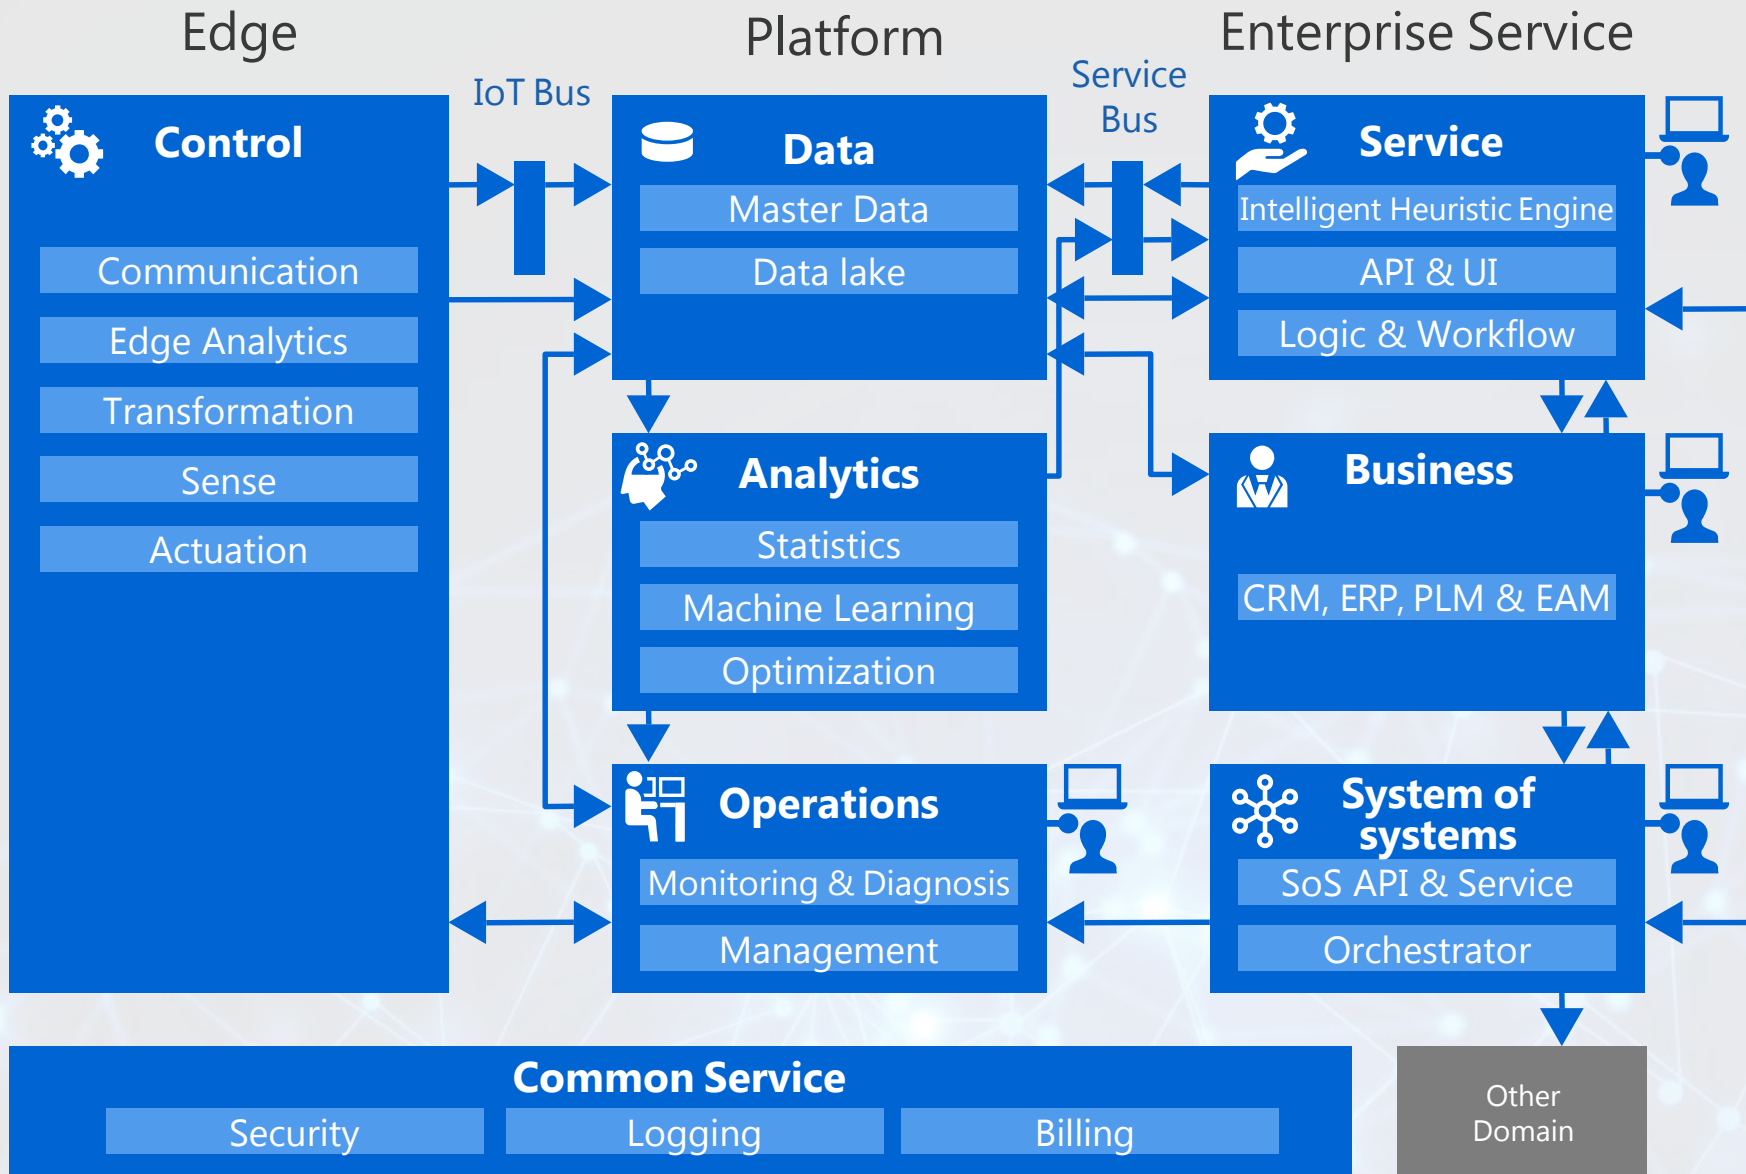 Edge
Platform
Enterprise Service
IoT Bus
Service
Bus
Control
Communication
Edge Analytics
Transformation
Sense
Actuation
Data
Master Data
Data lake
Analytics
Statistics
Machine Learning
Optimization
Operations
Monitoring & Diagnosis
Management
Service
Intelligent Heuristic Engine
API & UI
Logic & Workflow
Business
CRM, ERP, PLM & EAM
System of
systems
SoS API & Service
Orchestrator
Common Service
Security
Logging
Billing
Other
Domain